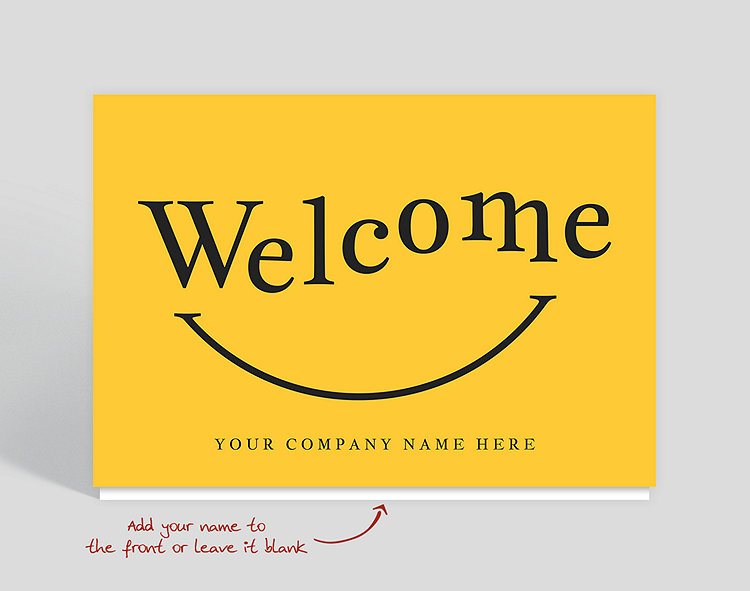 Welcome
YOUR COMPANY NAME HERE
Add your name to
the front or leave it blank